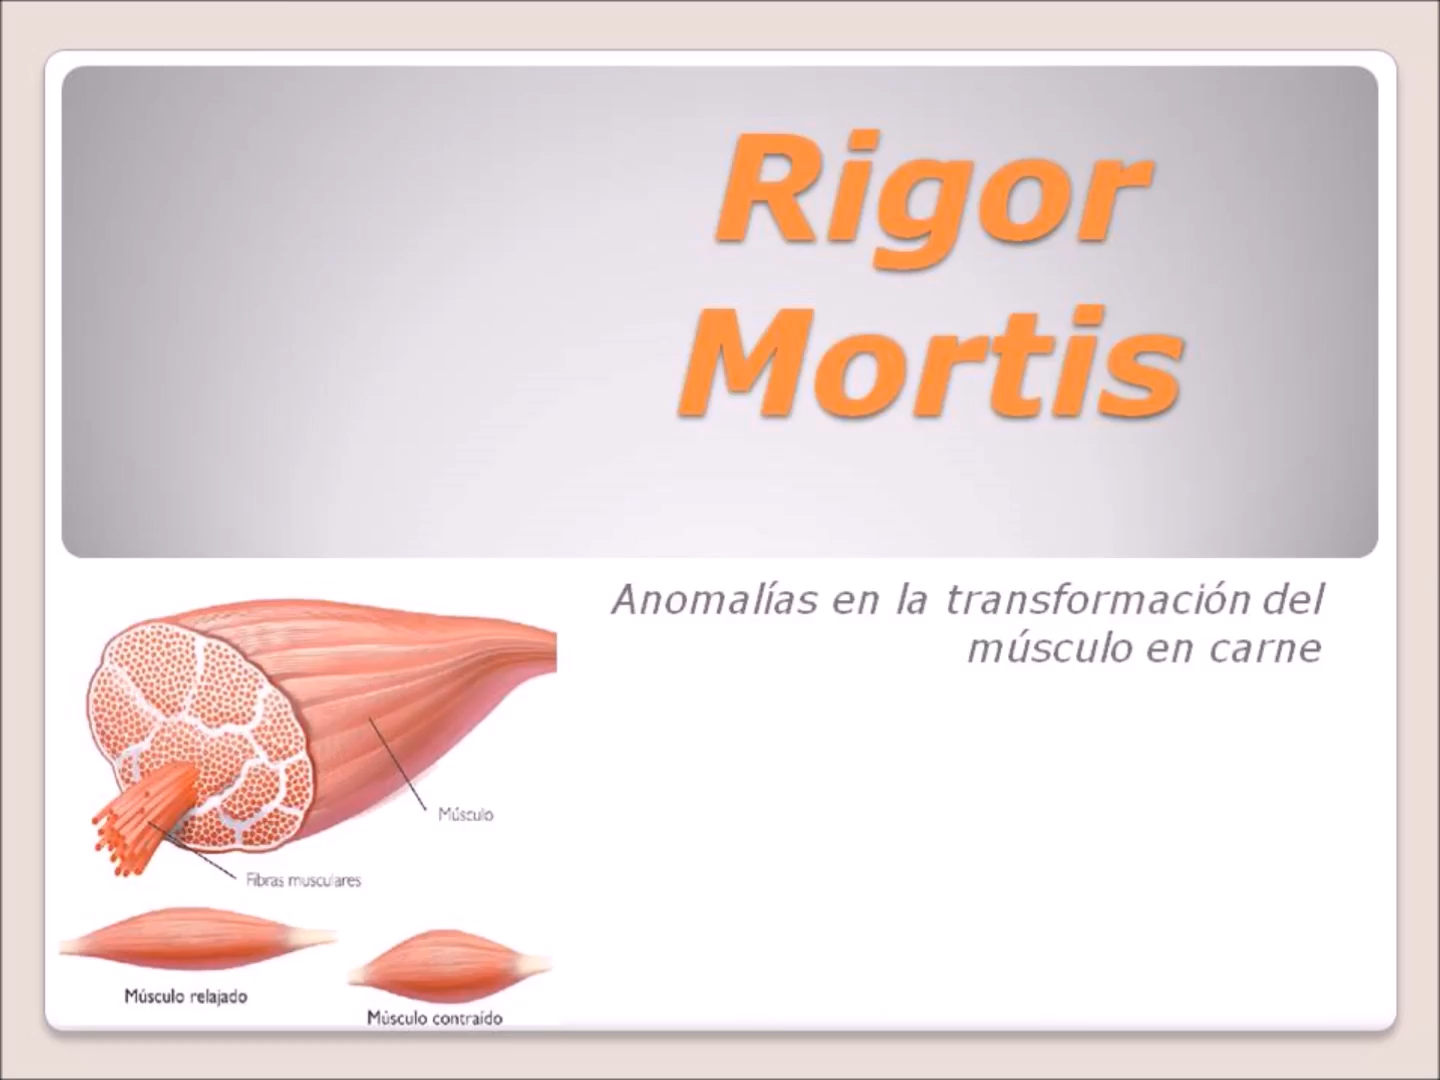 Rigor
Mortis
Anomalías en la transformación del
músculo en carne
Músculo
Fibras musculares
Músculo relajado
Músculo contraído